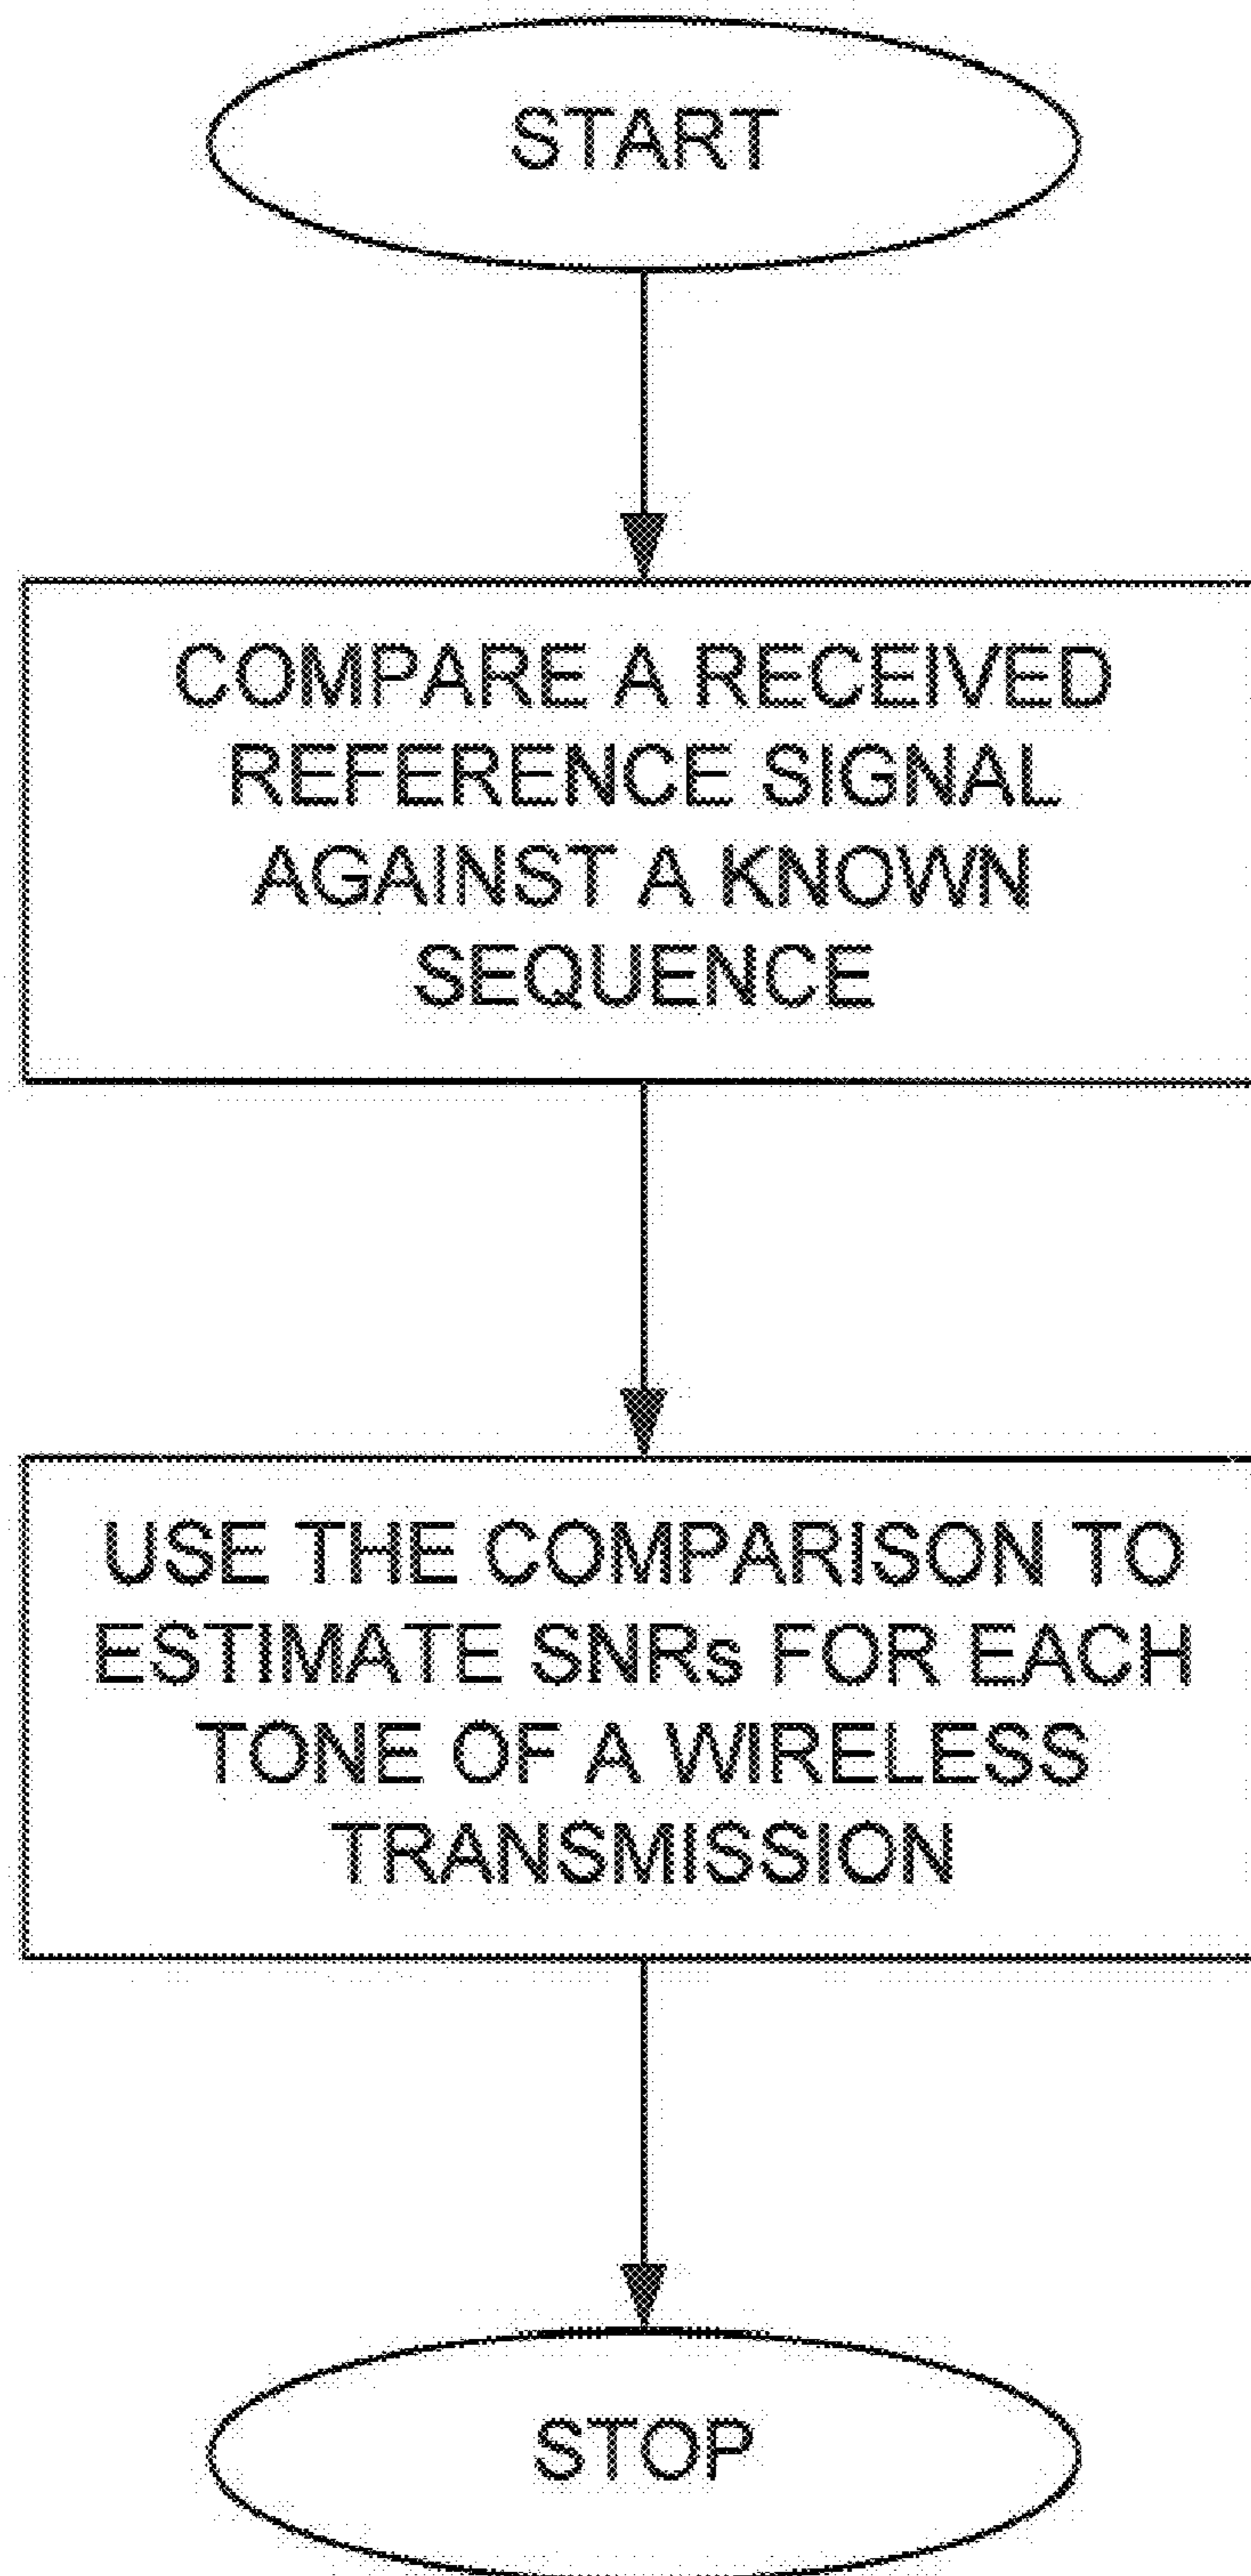 START
COMPARE A RECEIVED
REFERENCE SIGNAL
AGAINST A KNOWN
SEQUENCE
USE THE COMPARISON TO
ESTIMATE SNRs FOR EACH
TONE OF A WIRELESS
TRANSMISSION
STOP